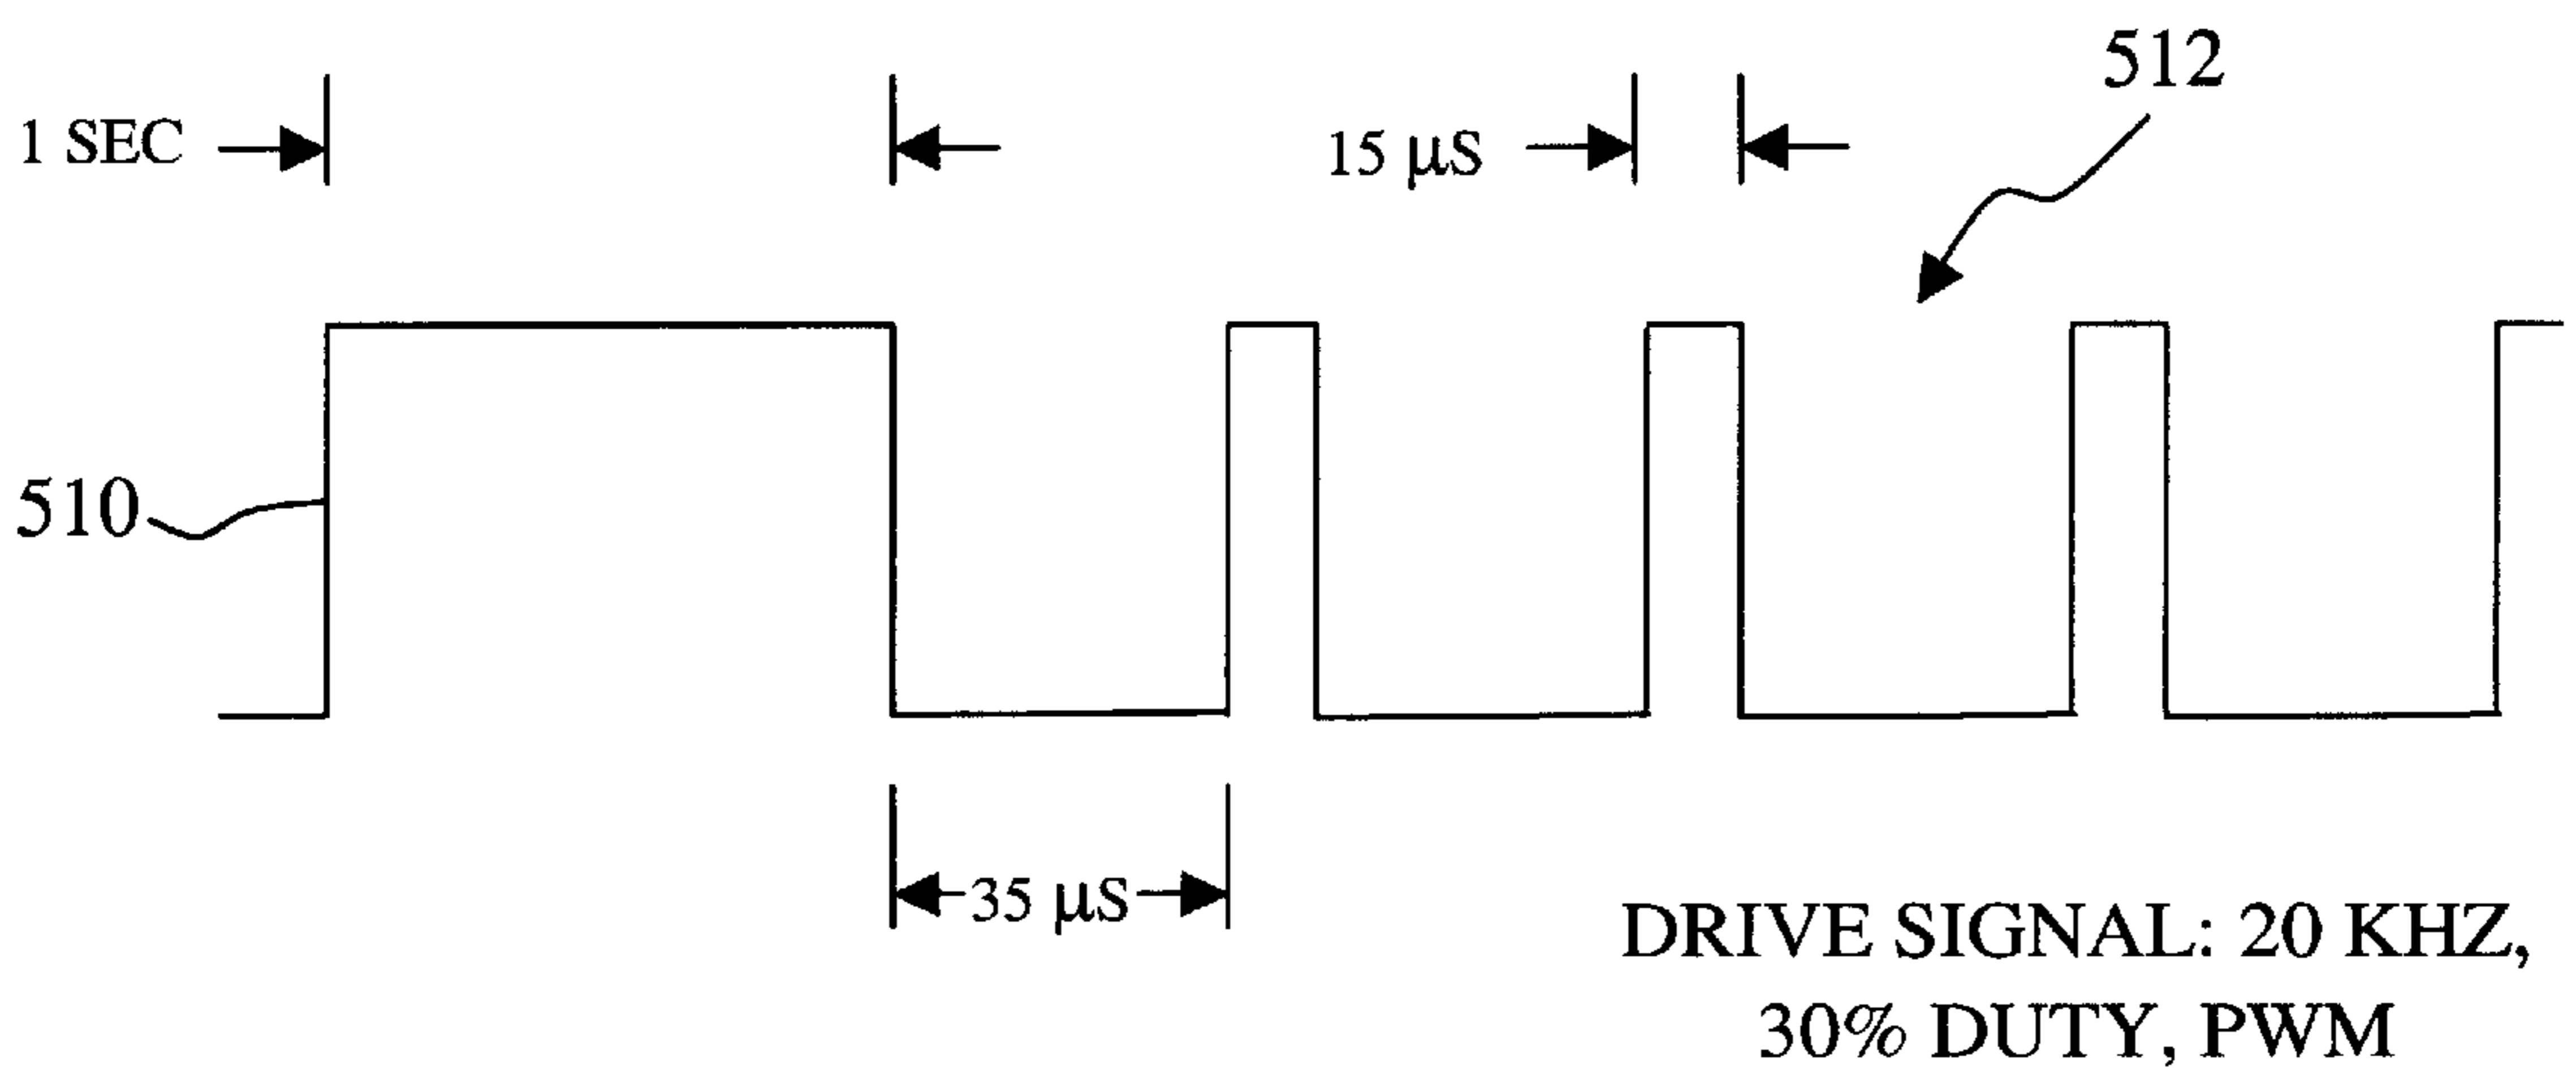 512
1 SEC
15 μS
510
35 μS
DRIVE SIGNAL: 20 KHZ,
30% DUTY, PWM